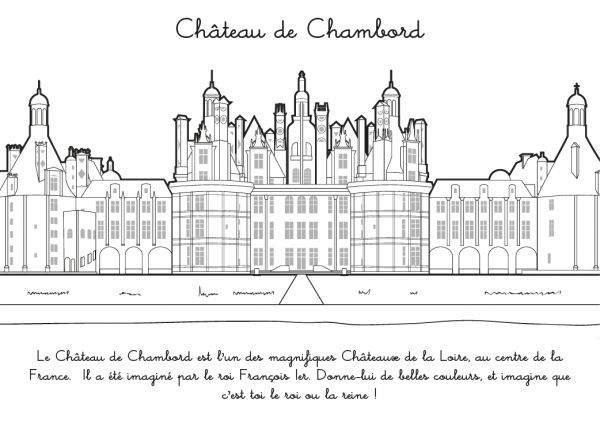 Château de Chambord
Le Château de Chambord est l'un des magnifiques Châteaux de la Loire, au centre de la
France. Il a été imaginé par le roi François 1er. Donne-lui de belles couleurs, et imagine que
c'est toi le roi ou la reine !